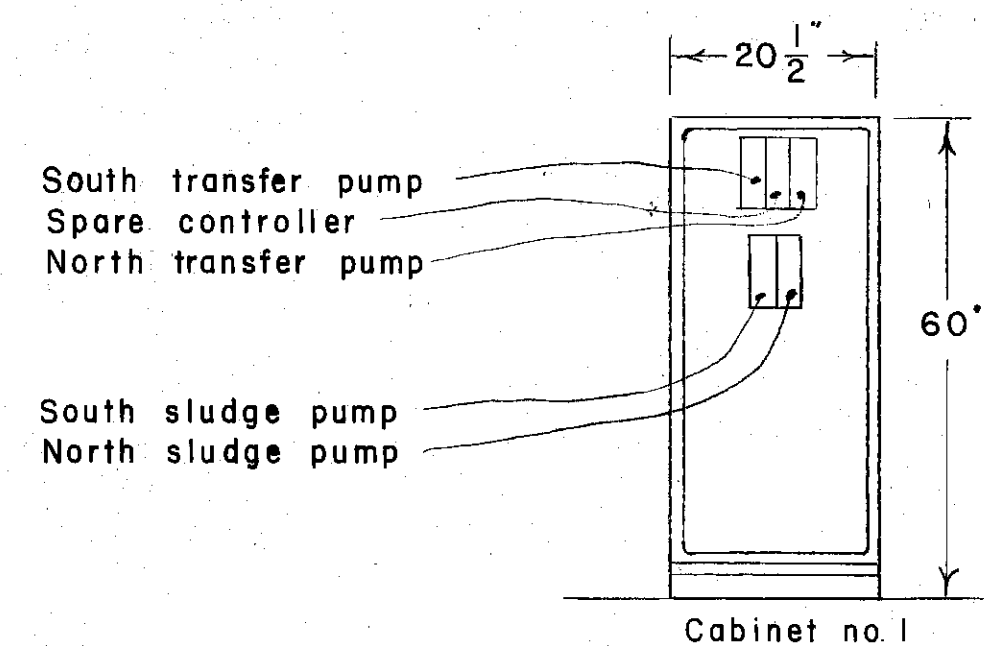 20 1/2"
South transfer pump
Spare controller
North transfer pump
60"
South sludge pump
North sludge pump
Cabinet no. 1